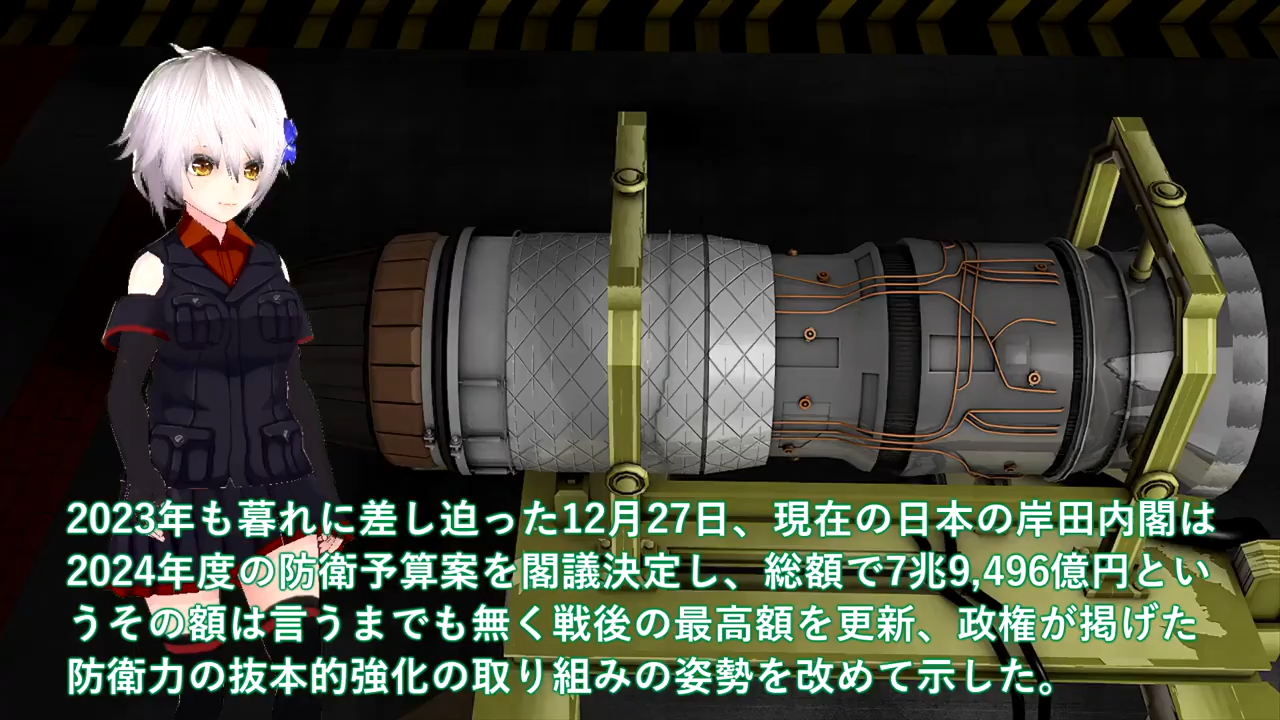 2023年も暮れに差し迫った12月27日、現在の日本の岸田内閣は
2024年度の防衛予算案を閣議決定し、総額で7兆9,496億円とい
うその額は言うまでも無く戦後の最高額を更新、政権が掲げた
防衛力の抜本的強化の取り組みの姿勢を改めて示した。